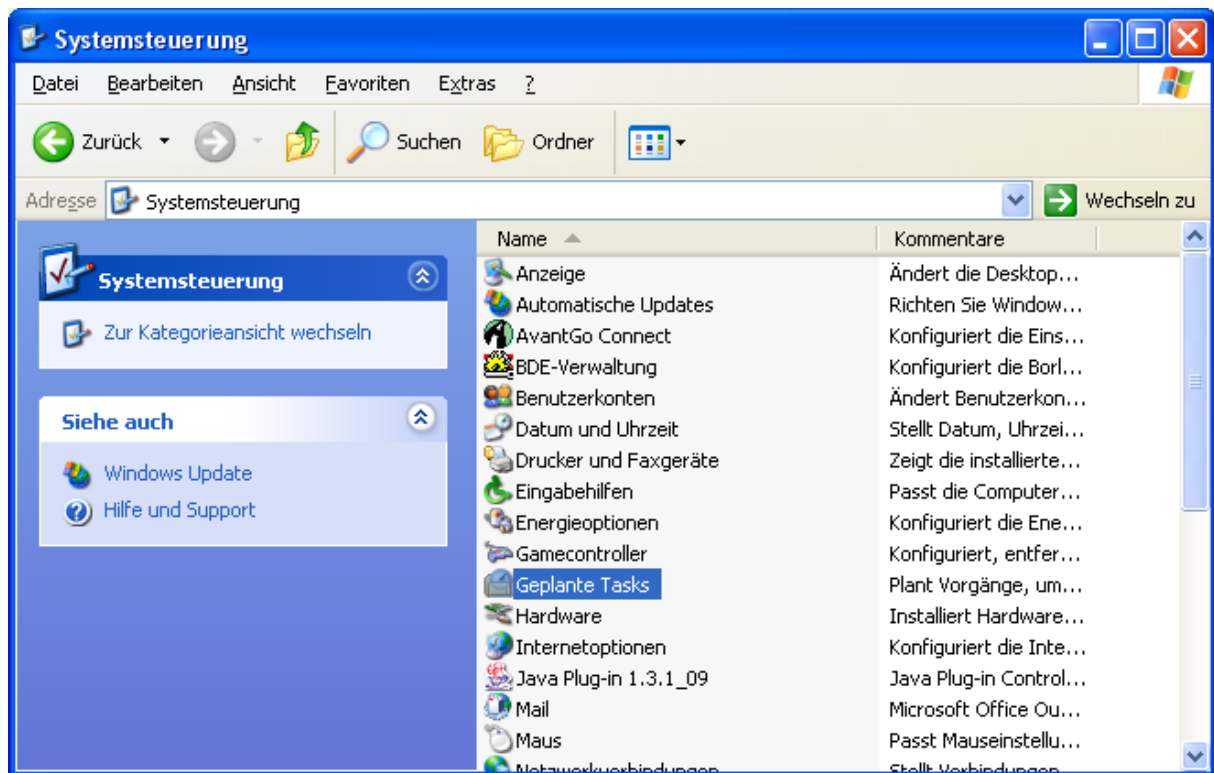 Systemsteuerung
Datei Bearbeiten Ansicht Favoriten Extras ?
Zurück Suchen Ordner
Adresse Systemsteuerung Wechseln zu
Systemsteuerung
Zur Kategorieansicht wechseln
Siehe auch
Windows Update
Hilfe und Support
Name Kommentare
Anzeige Ändert die Desktop...
Automatische Updates Richten Sie Window...
AvantGo Connect Konfiguriert die Eins...
BDE-Verwaltung Konfiguriert die Borl...
Benutzerkonten Ändert Benutzerkon...
Datum und Uhrzeit Stellt Datum, Uhrzei...
Drucker und Faxgeräte Zeigt die installierte...
Eingabehilfen Passt die Computer...
Energieoptionen Konfiguriert die Ene...
Gamecontroller Konfiguriert, entfer...
Geplante Tasks Plant Vorgänge, um...
Hardware Installiert Hardware...
Internetoptionen Konfiguriert die Inte...
Java Plug-in 1.3.1_09 Java Plug-in Control...
Mail Microsoft Office Ou...
Maus Passt Mauseinstellu...
Netzwerkverbindungen Stellt Verbindungen